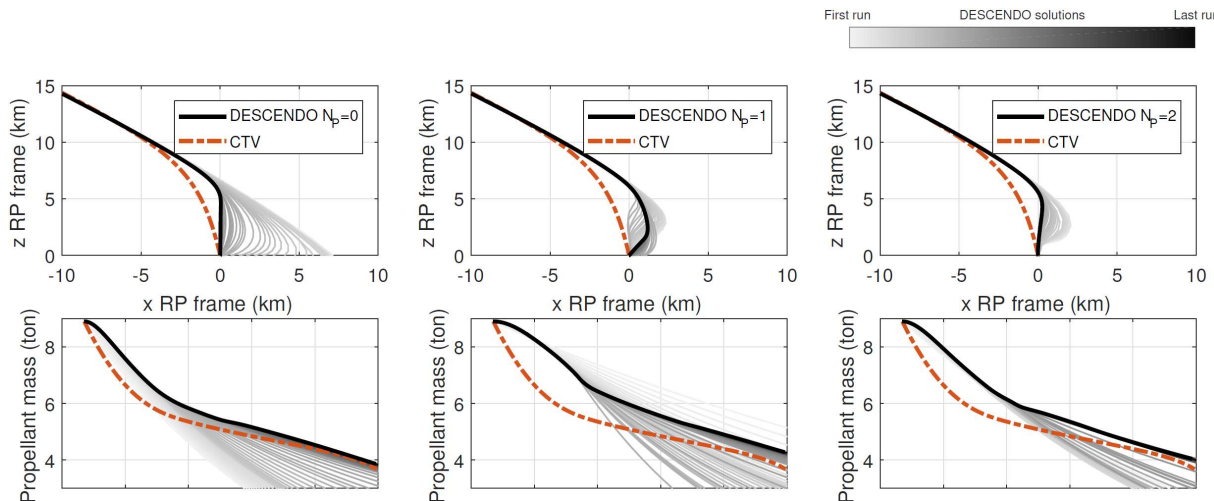 First run DESCENDO solutions Last run
15
10
5
0
z RP frame (km)
DESCENDO N_P=0
CTV
-10 -5 0 5 10
x RP frame (km)
15
10
5
0
z RP frame (km)
DESCENDO N_P=1
CTV
-10 -5 0 5 10
x RP frame (km)
15
10
5
0
z RP frame (km)
DESCENDO N_P=2
CTV
-10 -5 0 5 10
x RP frame (km)
8
6
4
Propellant mass (ton)
8
6
4
Propellant mass (ton)
8
6
4
Propellant mass (ton)